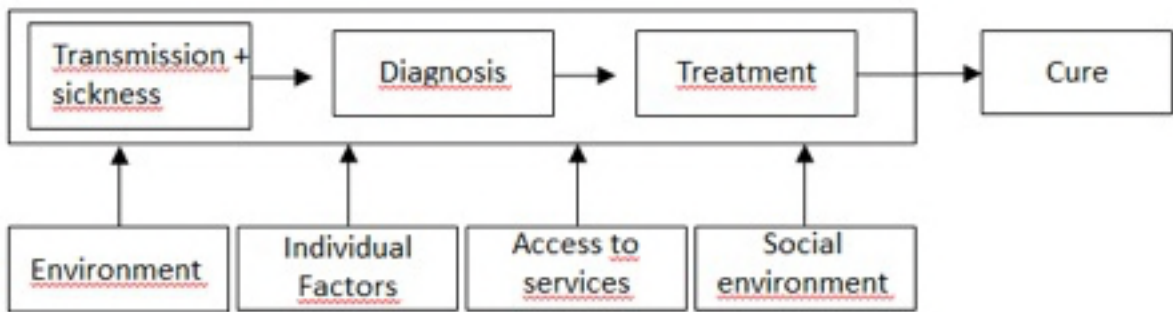 Transmission +
sickness
Diagnosis
Treatment
Cure
Environment
Individual
Factors
Access to
services
Social
environment